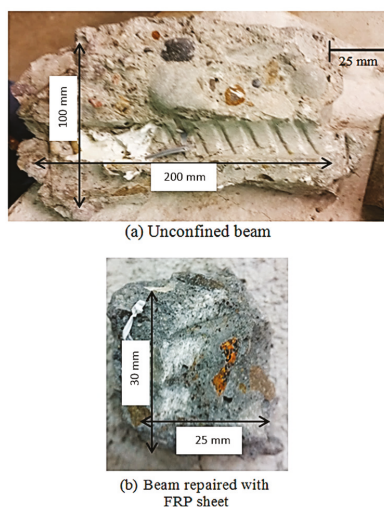 25 mm
100 mm
200 mm
(a) Unconfined beam
30 mm
25 mm
(b) Beam repaired with
FRP sheet